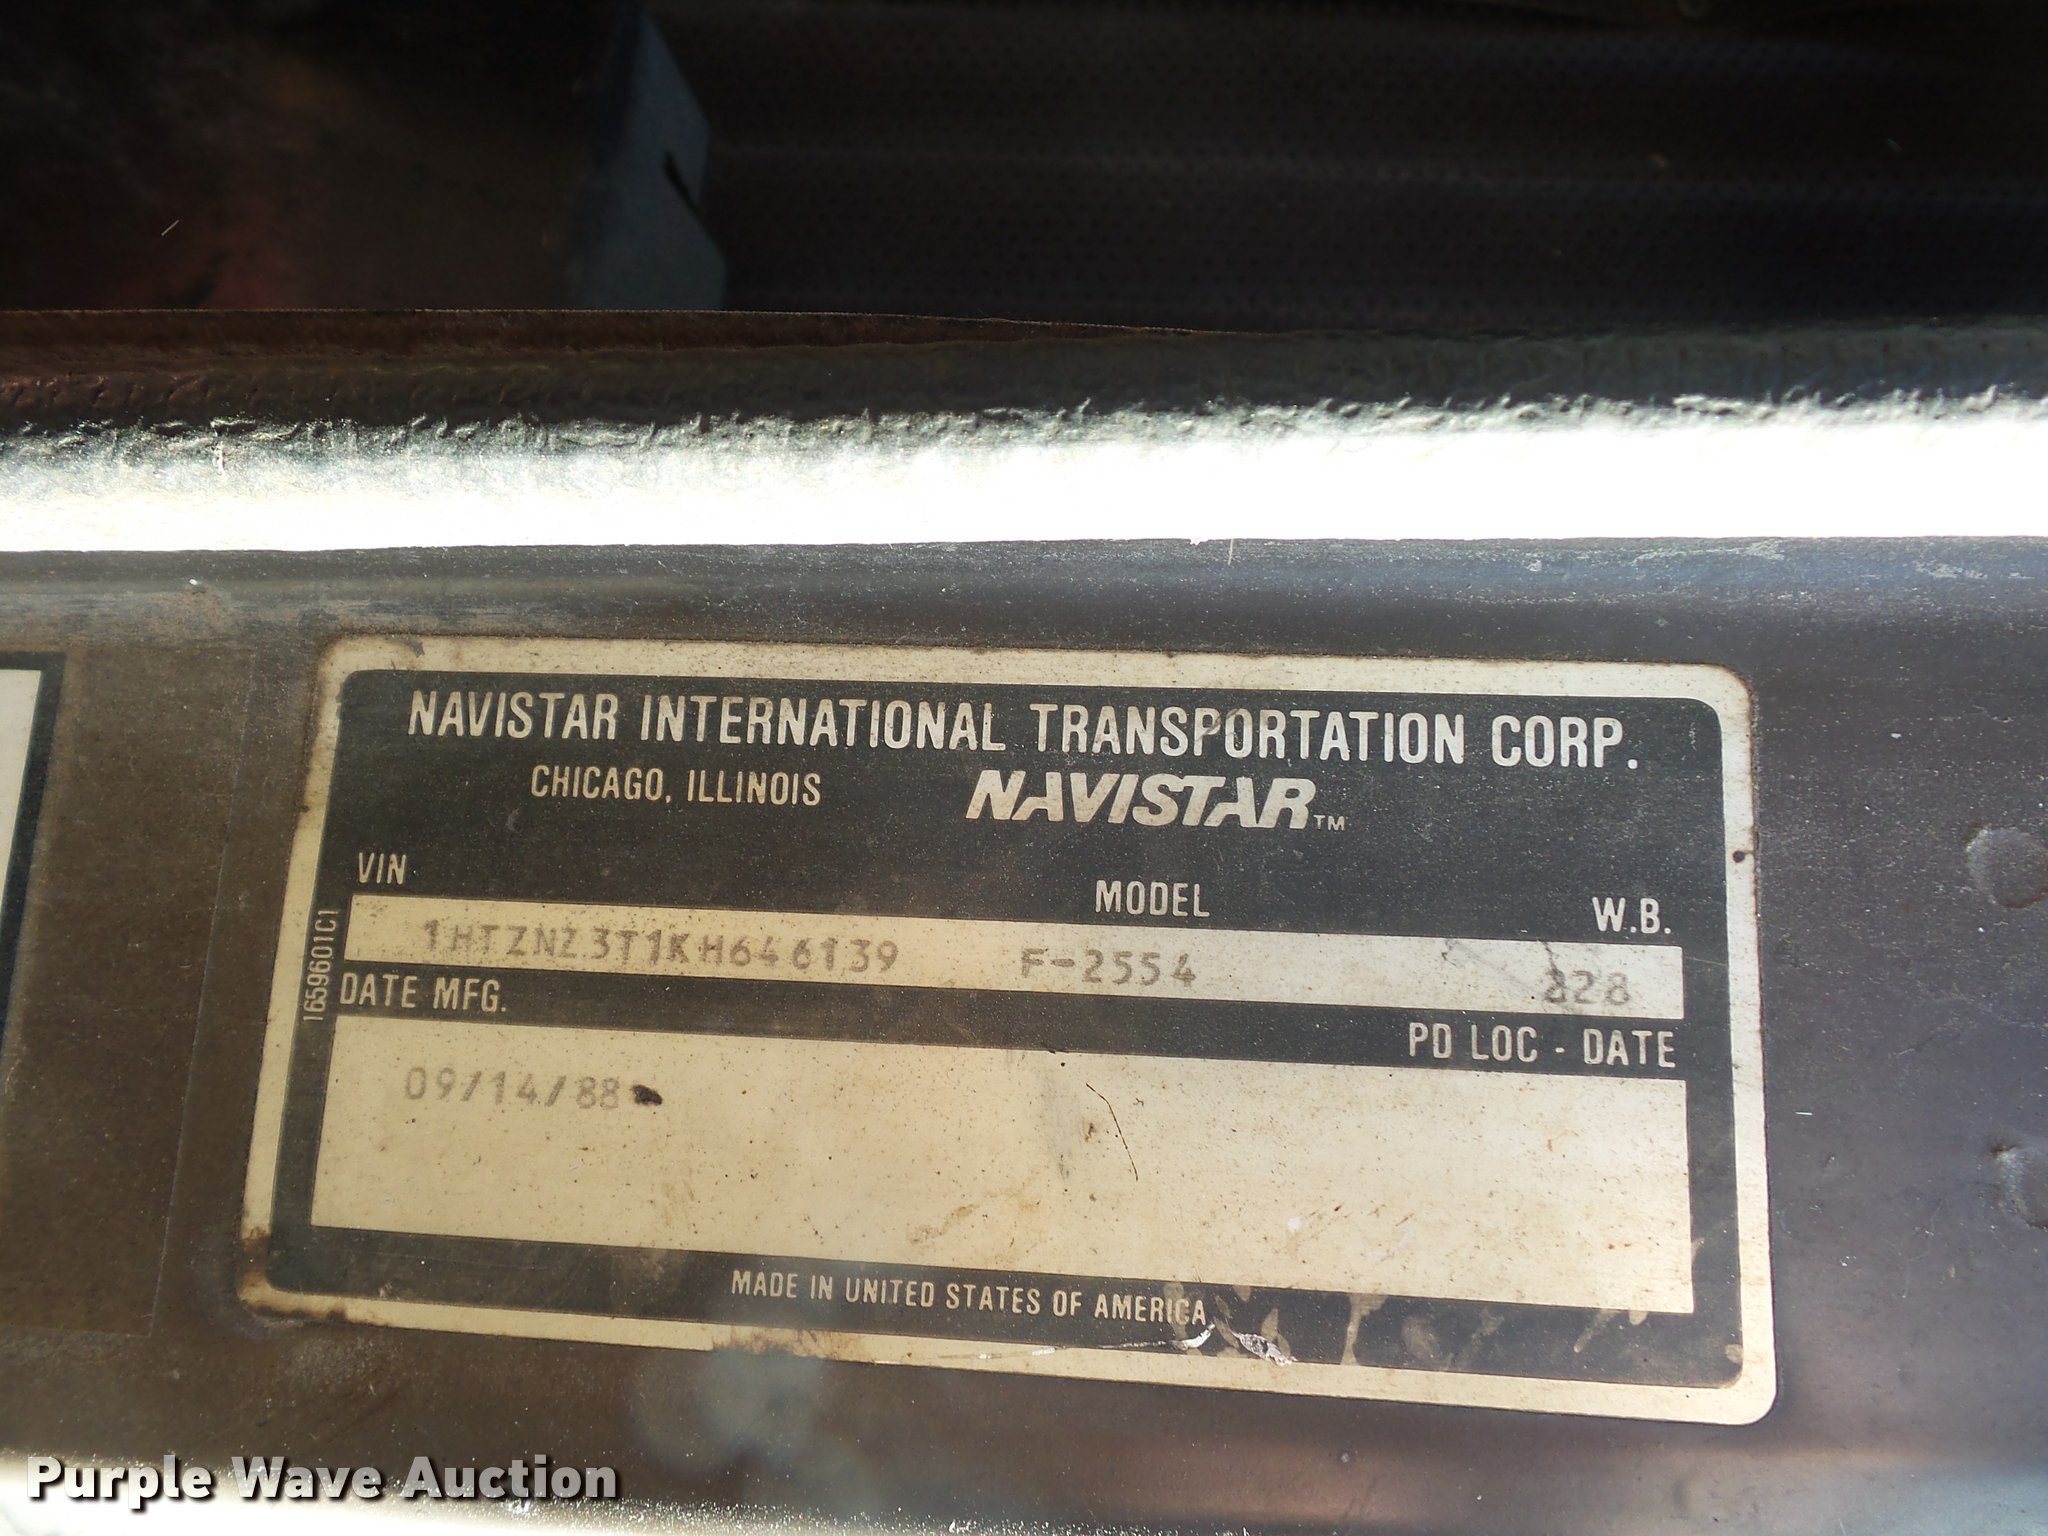 NAVISTAR INTERNATIONAL TRANSPORTATION CORP.
CHICAGO, ILLINOIS NAVISTAR™
VIN MODEL W.B.
1HTZNZ3T1KH646139 F-2554 228
DATE MFG. PD LOC - DATE
09/14/88
1659601C1
MADE IN UNITED STATES OF AMERICA
Purple Wave Auction